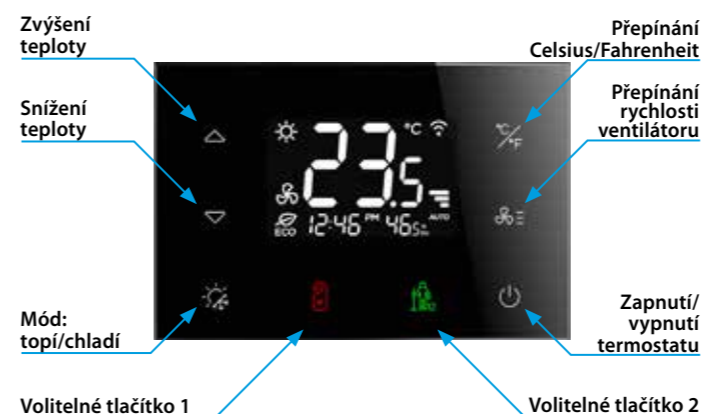 Zvýšení
teploty
Přepínání
Celsius/Fahrenheit
Snížení
teploty
Přepínání
rychlosti
ventilátoru
°C
23.5
°C/°F
AUTO
ECO
12:46 PM 46
Mód:
topí/chladí
Zapnutí/
vypnutí
termostatu
Volitelné tlačítko 1
Volitelné tlačítko 2